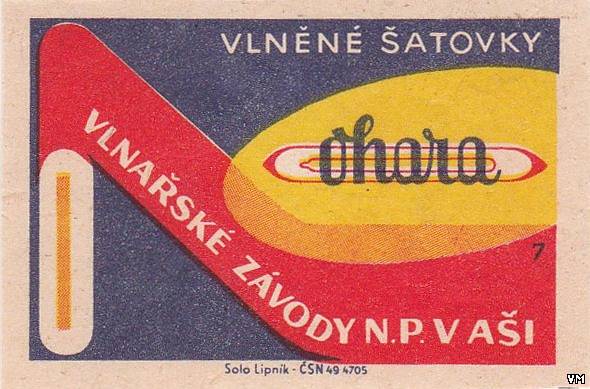 VLNĚNÉ ŠATOVKY
ohara
VLNAŘSKÉ ZÁVODY N.P. V AŠI
7
Solo Lipník - ČSN 49 4705
VM